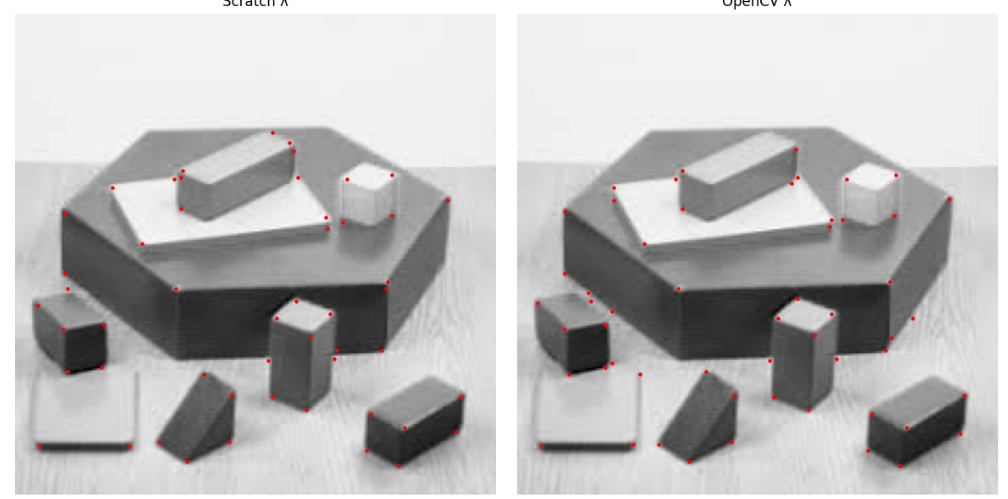 Scratch λ
OpenCV λ